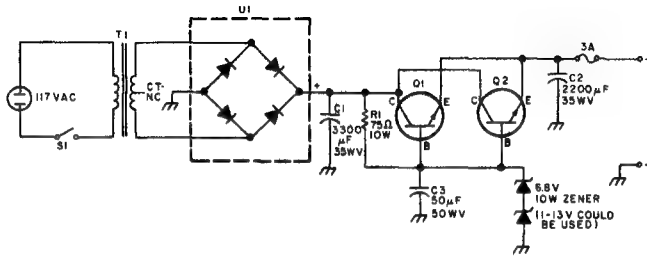 U1
T1
117 VAC
S1
CT-
NC
+
C1
3300
µF
35WV
R1
75Ω
10W
C
Q1
E
B
C
Q2
E
B
3A
C2
2200µF
35WV
C3
50µF
50WV
6.8V
10W ZENER
(1-13V COULD
BE USED)